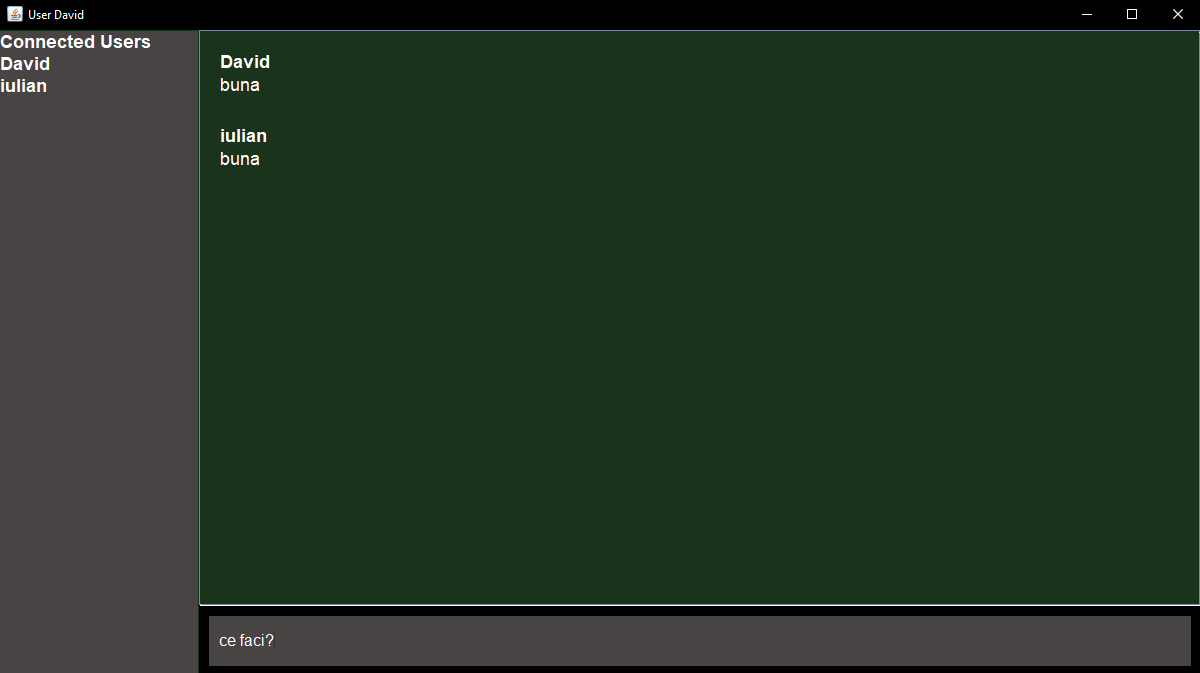 User David
Connected Users
David
iulian
David
buna
iulian
buna
ce faci?